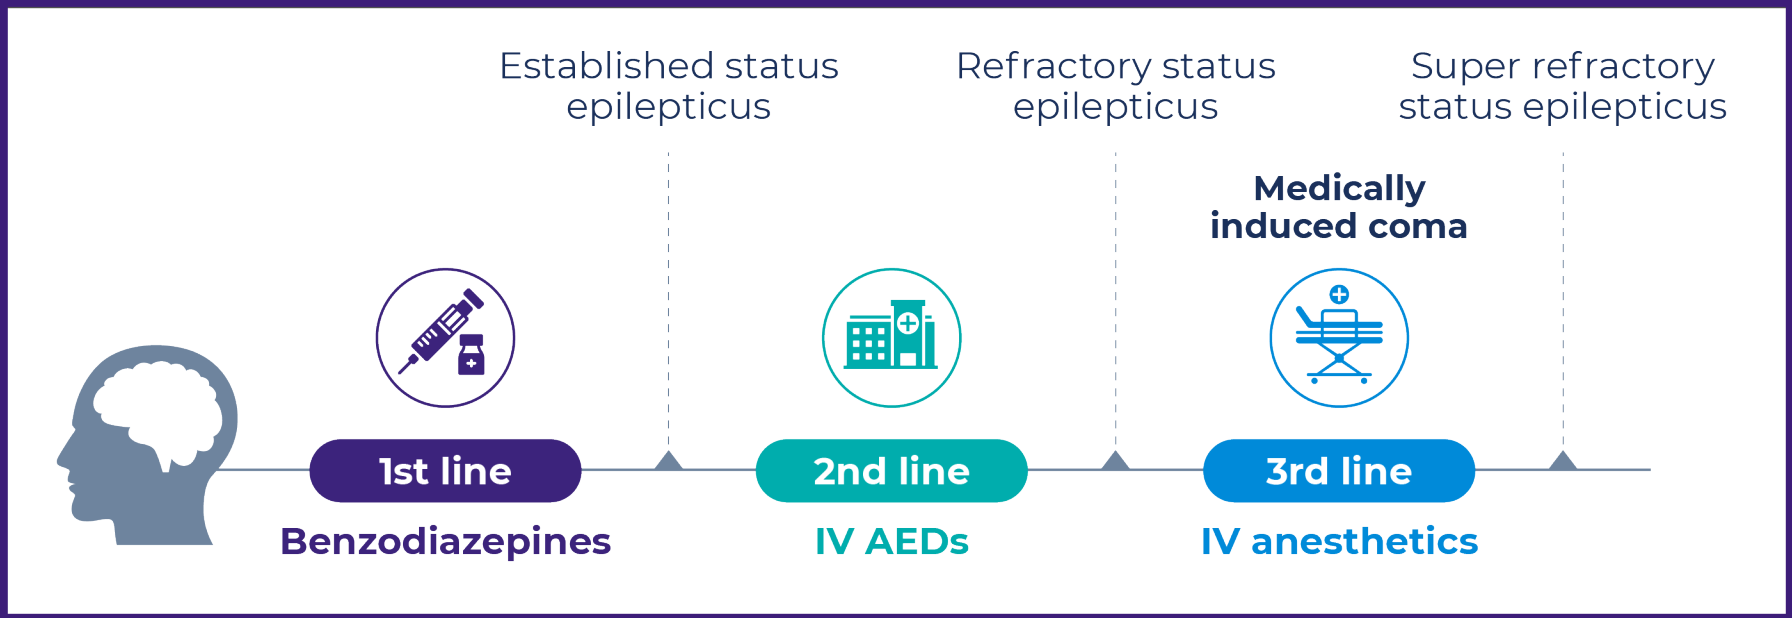 Established status
epilepticus
Refractory status
epilepticus
Super refractory
status epilepticus
Medically
induced coma
1st line
2nd line
3rd line
Benzodiazepines
IV AEDs
IV anesthetics